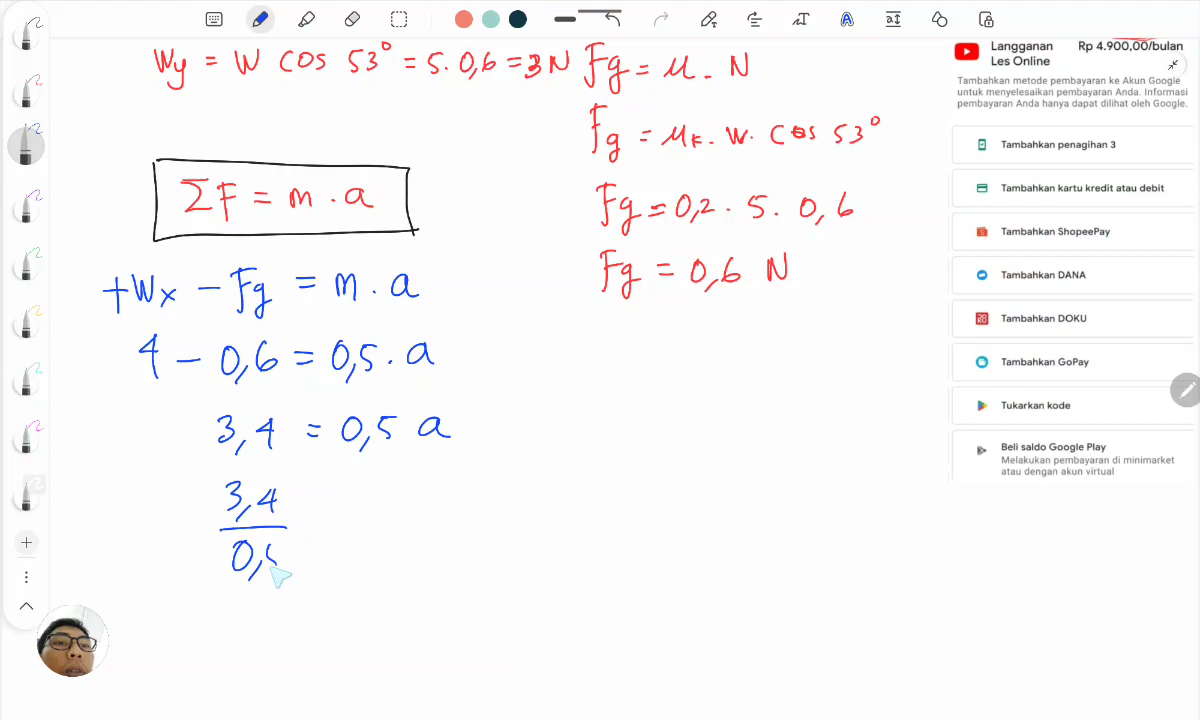 Wy = W cos 53° = 5. 0,6 = 3 N
ΣF = m . a
+Wx - Fg = m . a
4 - 0,6 = 0,5 . a
3,4 = 0,5 a
3,4
0,5
Fg = μ . N
Fg = μk . W . cos 53°
Fg = 0,2 . 5 . 0,6
Fg = 0,6 N
Langganan Rp 4.900,00/bulan
Les Online
Tambahkan metode pembayaran ke Akun Google
untuk menyelesaikan pembayaran Anda. Informasi
pembayaran Anda hanya dapat dilihat oleh Google.
Tambahkan penagihan 3
Tambahkan kartu kredit atau debit
Tambahkan ShopeePay
Tambahkan DANA
Tambahkan DOKU
Tambahkan GoPay
Tukarkan kode
Beli saldo Google Play
Melakukan pembayaran di minimarket
atau dengan akun virtual